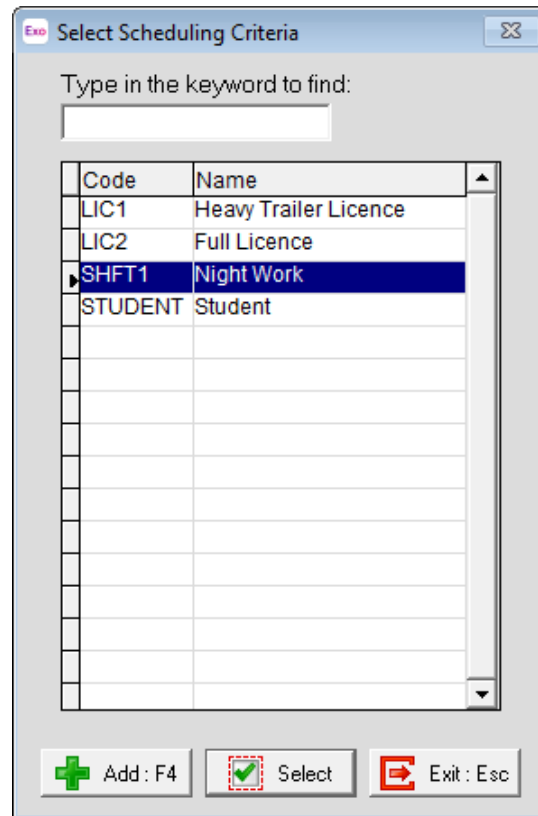 Exo Select Scheduling Criteria
Type in the keyword to find:
Code Name
LIC1 Heavy Trailer Licence
LIC2 Full Licence
SHFT1 Night Work
STUDENT Student
Add : F4 Select Exit : Esc